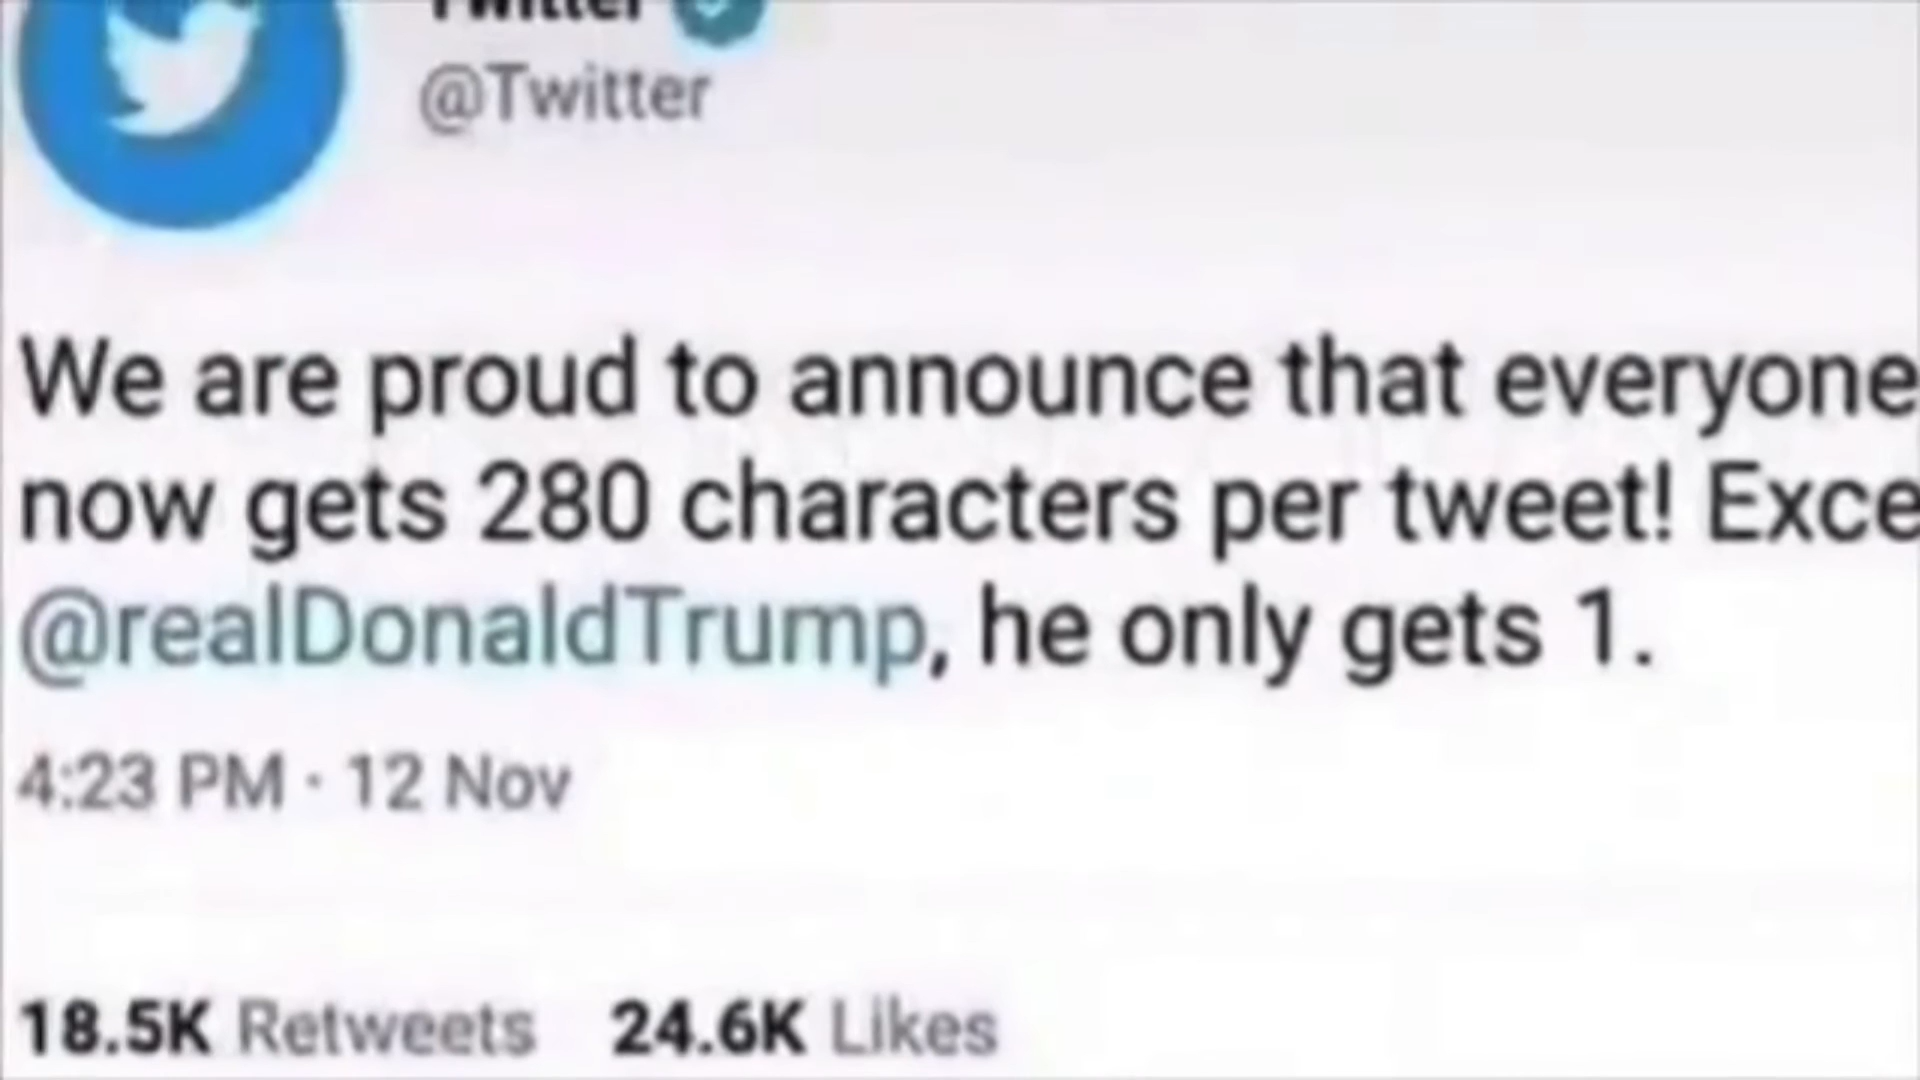 Twitter
@Twitter
We are proud to announce that everyone
now gets 280 characters per tweet! Exce
@realDonaldTrump, he only gets 1.
4:23 PM · 12 Nov
18.5K Retweets 24.6K Likes